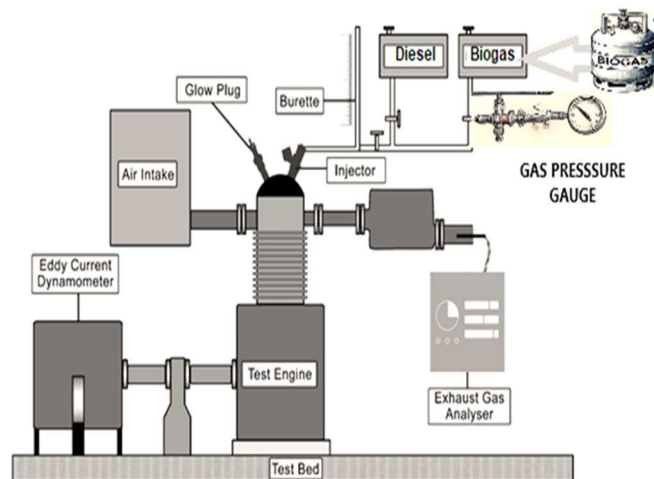 Diesel
Biogas
BIOGAS
Glow Plug
Burette
Injector
Air Intake
GAS PRESSSURE
GAUGE
Eddy Current
Dynamometer
Test Engine
Exhaust Gas
Analyser
Test Bed